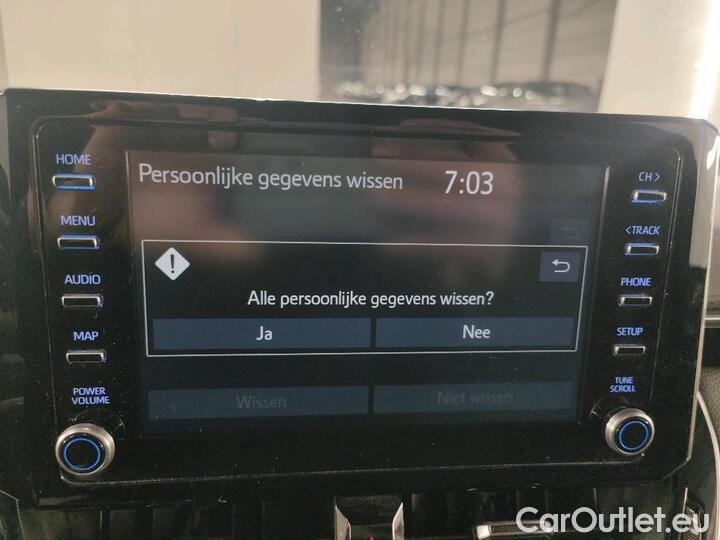 HOME
MENU
AUDIO
MAP
POWER
VOLUME
Persoonlijke gegevens wissen 7:03
Alle persoonlijke gegevens wissen?
Ja Nee
Wissen Niet wissen
CH>
<TRACK
PHONE
SETUP
TUNE
SCROLL
CarOutlet.eu